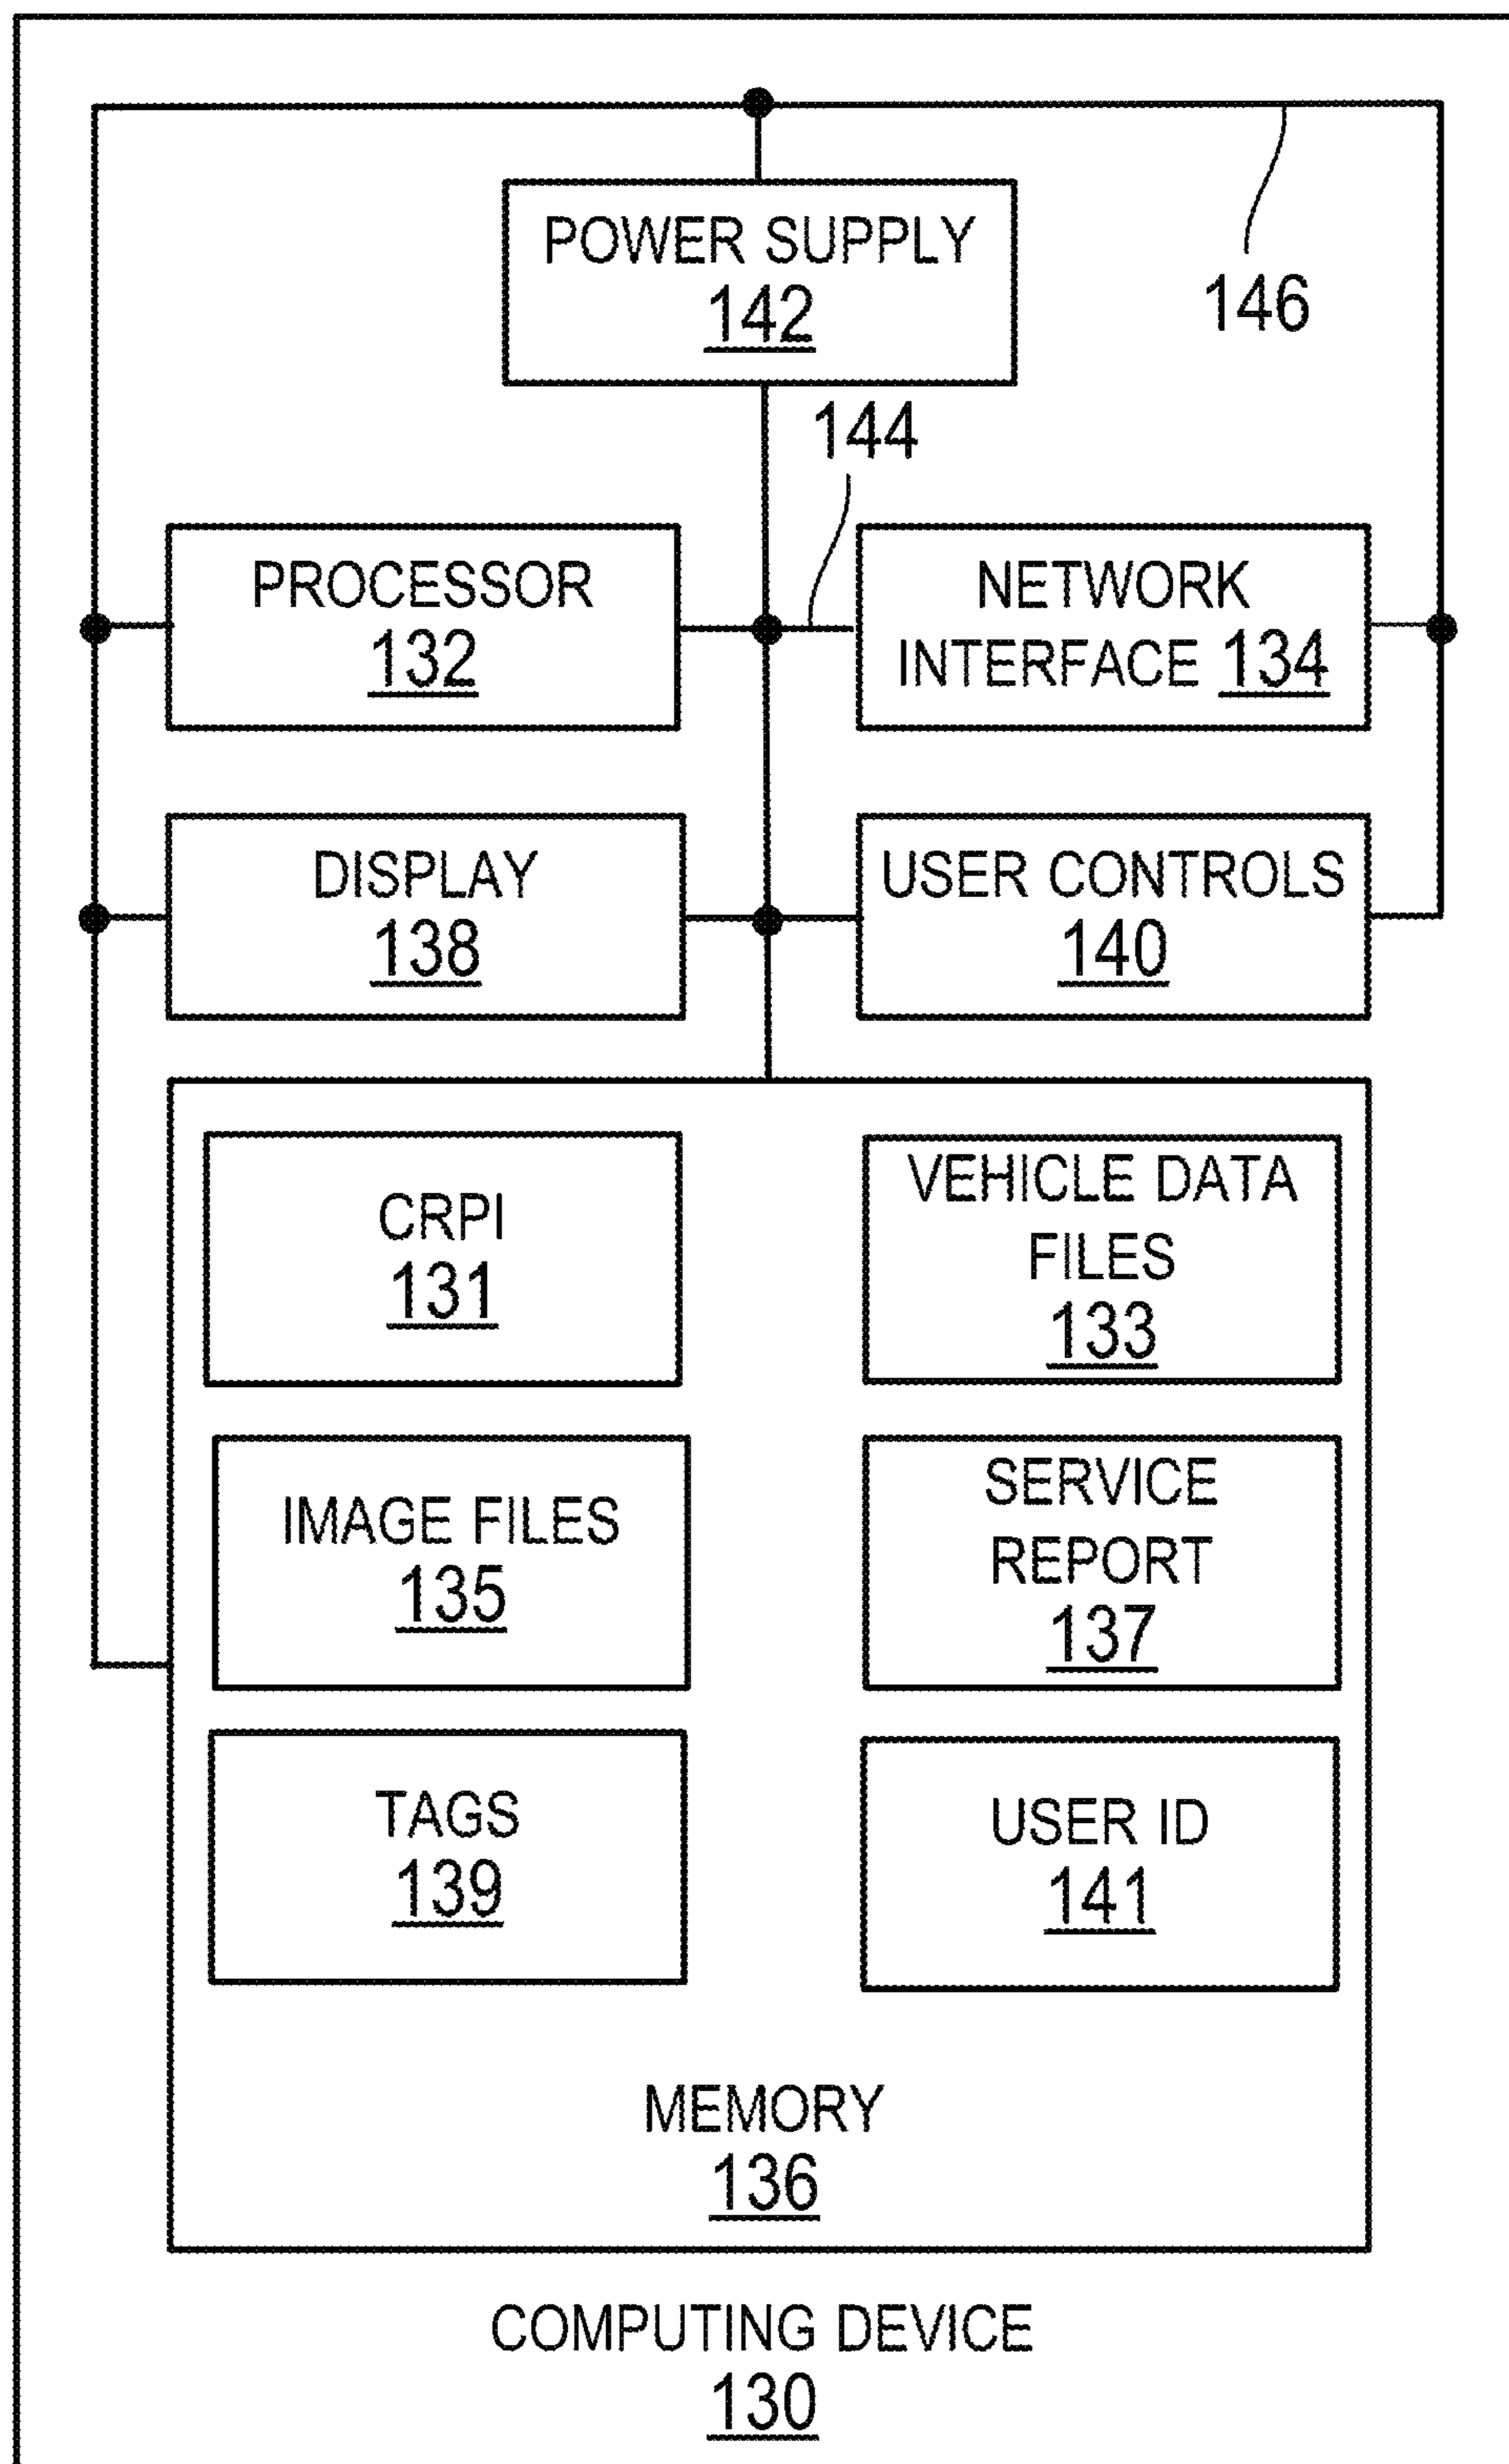 POWER SUPPLY
142
146
144
PROCESSOR
132
NETWORK
INTERFACE 134
DISPLAY
138
USER CONTROLS
140
CRPI
131
VEHICLE DATA
FILES
133
IMAGE FILES
135
SERVICE
REPORT
137
TAGS
139
USER ID
141
MEMORY
136
COMPUTING DEVICE
130